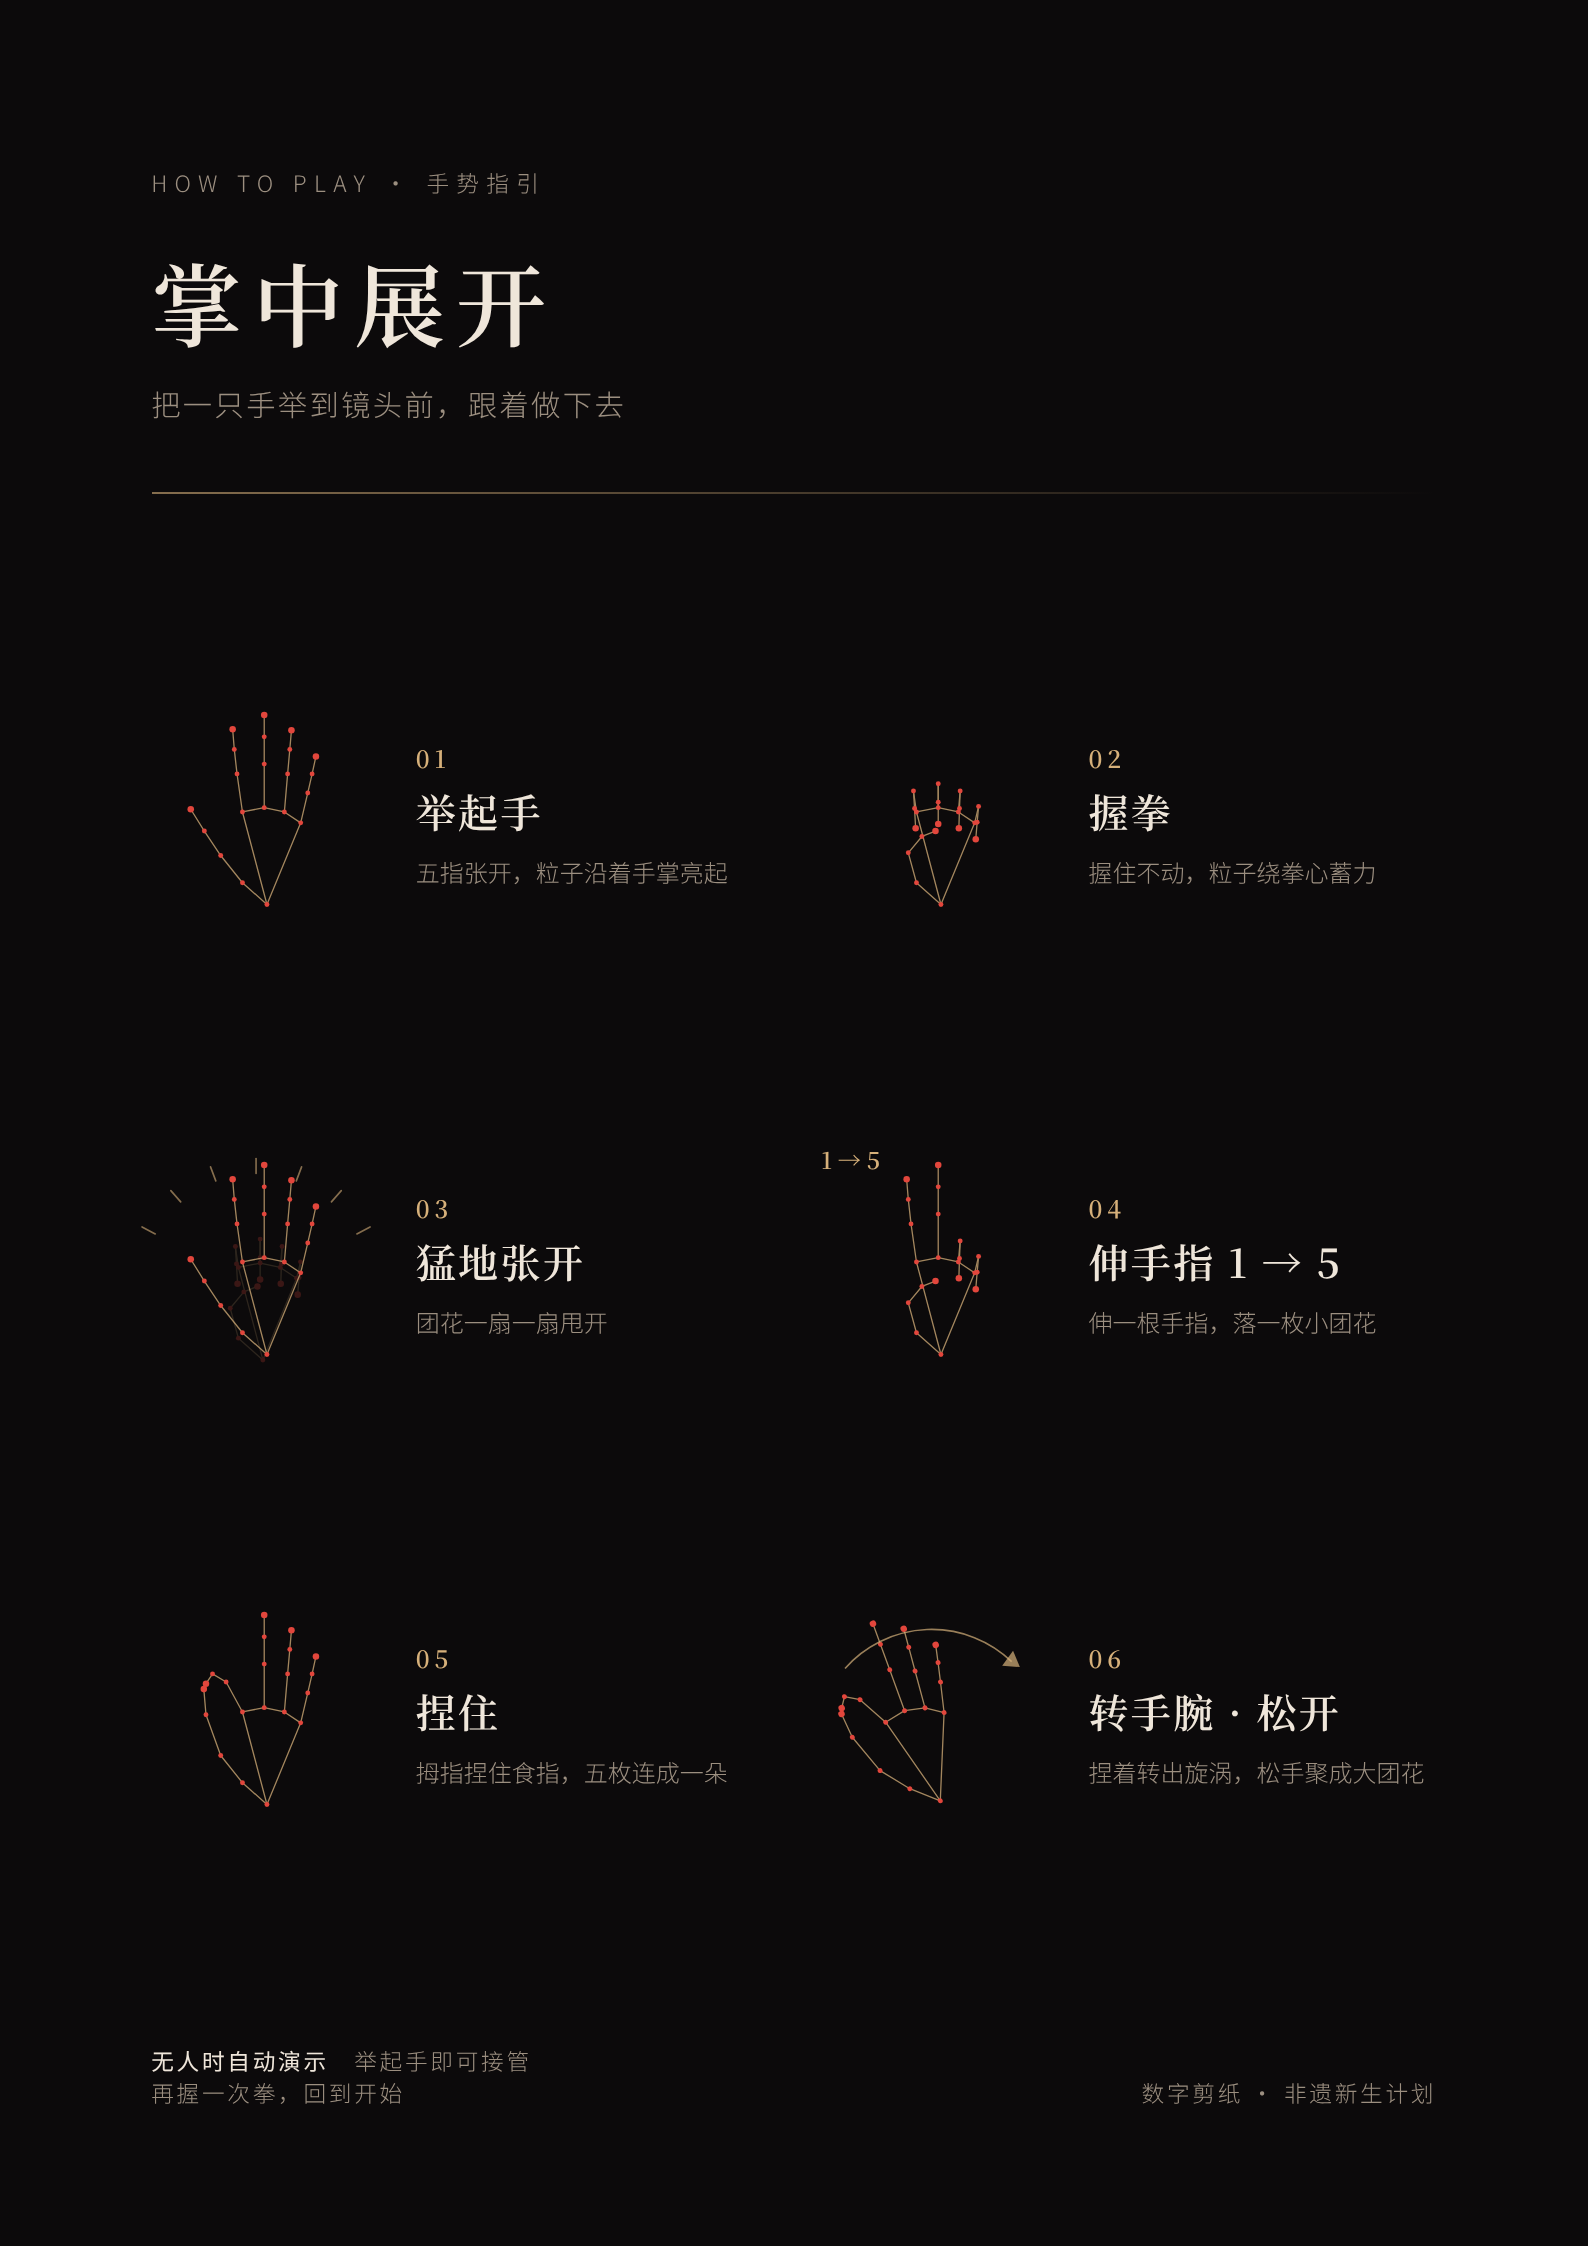 HOW TO PLAY · 手势指引
掌中展开
把一只手举到镜头前，跟着做下去
01
举起手
五指张开，粒子沿着手掌亮起
02
握拳
握住不动，粒子绕拳心蓄力
03
猛地张开
团花一扇一扇甩开
1→5
04
伸手指 1 → 5
伸一根手指，落一枚小团花
05
捏住
拇指捏住食指，五枚连成一朵
06
转手腕 · 松开
捏着转出旋涡，松手聚成大团花
无人时自动演示 举起手即可接管
再握一次拳，回到开始
数字剪纸 · 非遗新生计划